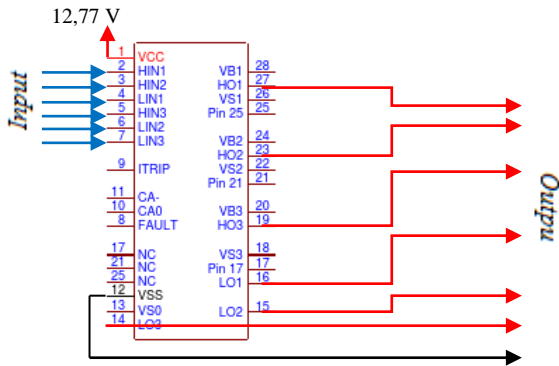 12,77 V
Input
1 VCC
2 HIN1
3 HIN2
4 LIN1
5 HIN3
6 LIN2
7 LIN3
9 ITRIP
11 CA-
10 CA0
8 FAULT
17 NC
21 NC
25 NC
12 VSS
13 VS0
14 LO3
VB1 28
HO1 27
VS1 26
Pin 25 25
VB2 24
HO2 23
VS2 22
Pin 21 21
VB3 20
HO3 19
VS3 18
Pin 17 17
LO1 16
LO2 15
Outpu